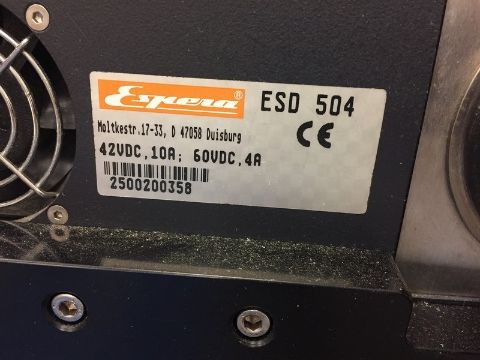 Espera® ESD 504
Moltkestr.17-33, D 47058 Duisburg
CE
42VDC,10A; 60VDC,4A
2500200358